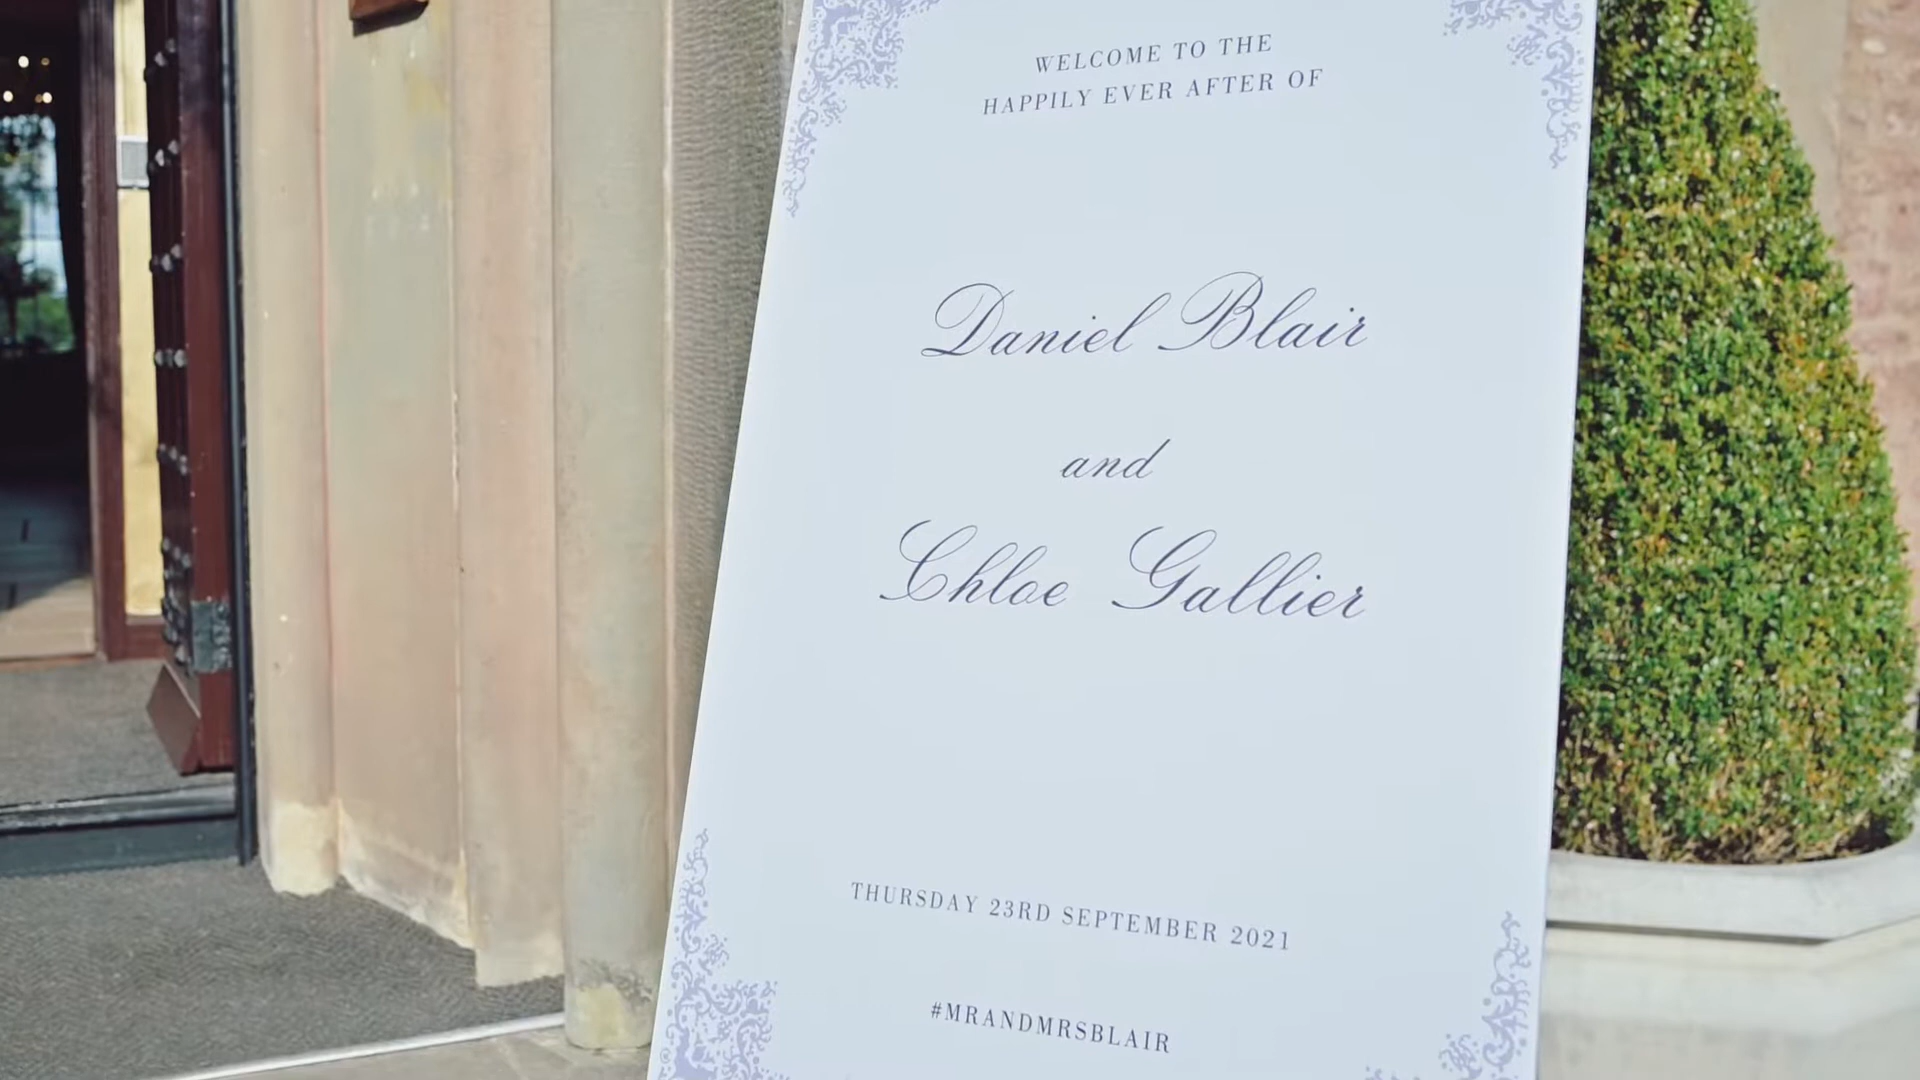 WELCOME TO THE
HAPPILY EVER AFTER OF
Daniel Blair
and
Chloe Gallier
THURSDAY 23RD SEPTEMBER 2021
#MRANDMRSBLAIR